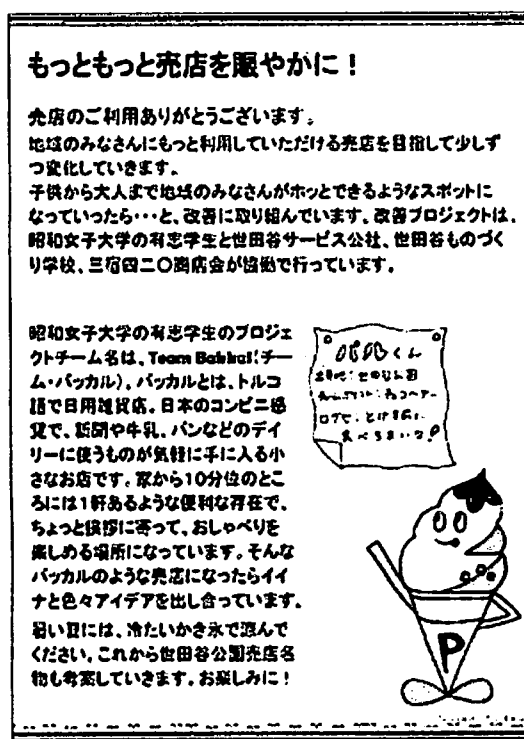 もっともっと売店を賑やかに！
売店のご利用ありがとうございます。
地域のみなさんにもっと利用していただける売店を目指して少しず
つ変化していきます。
子供から大人まで地域のみなさんがホッとできるようなスポットに
なっていったら・・・と、改善に取り組んでいます。改善プロジェクトは、
昭和女子大学の有志学生と世田谷サービス公社、世田谷ものづく
り学校、三宿四二〇商店会が協働で行っています。
昭和女子大学の有志学生のプロジェ
クトチーム名は、Team Bakkal（チー
ム・バッカル）。バッカルとは、トルコ
語で日用雑貨店。日本のコンビニ感
覚で、新聞や牛乳、パンなどのデイ
リーに使うものが気軽に手に入る小
さなお店です。家から10分位のとこ
ろには1軒あるような便利な存在で、
ちょっと挨拶に寄って、おしゃべりを
楽しめる場所になっています。そんな
バッカルのような売店になったらイイ
ナと色々アイデアを出し合っています。
暑い夏には、冷たいかき氷で涼んで
ください。これから世田谷公園売店名
物も考案していきます。お楽しみに！
くん
世田谷公園
とける前に
食べちゃいな！
P